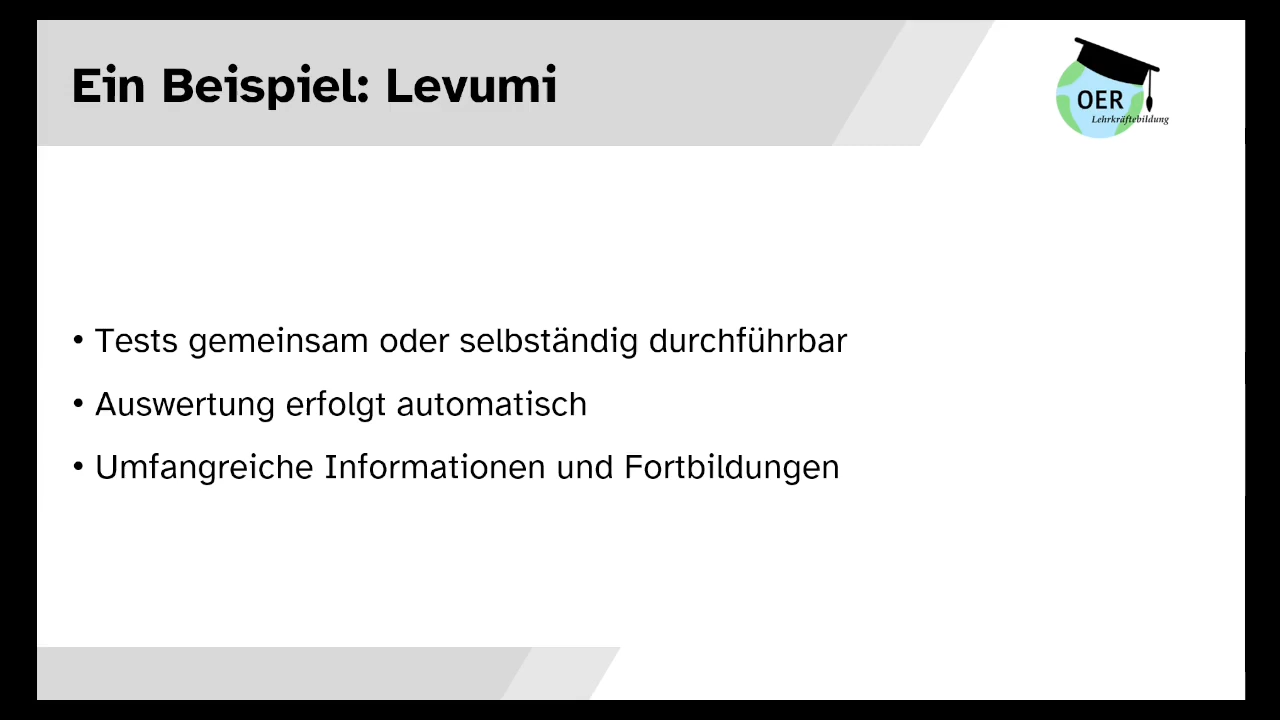 Ein Beispiel: Levumi
OER
Lehrkräftebildung
• Tests gemeinsam oder selbständig durchführbar
• Auswertung erfolgt automatisch
• Umfangreiche Informationen und Fortbildungen